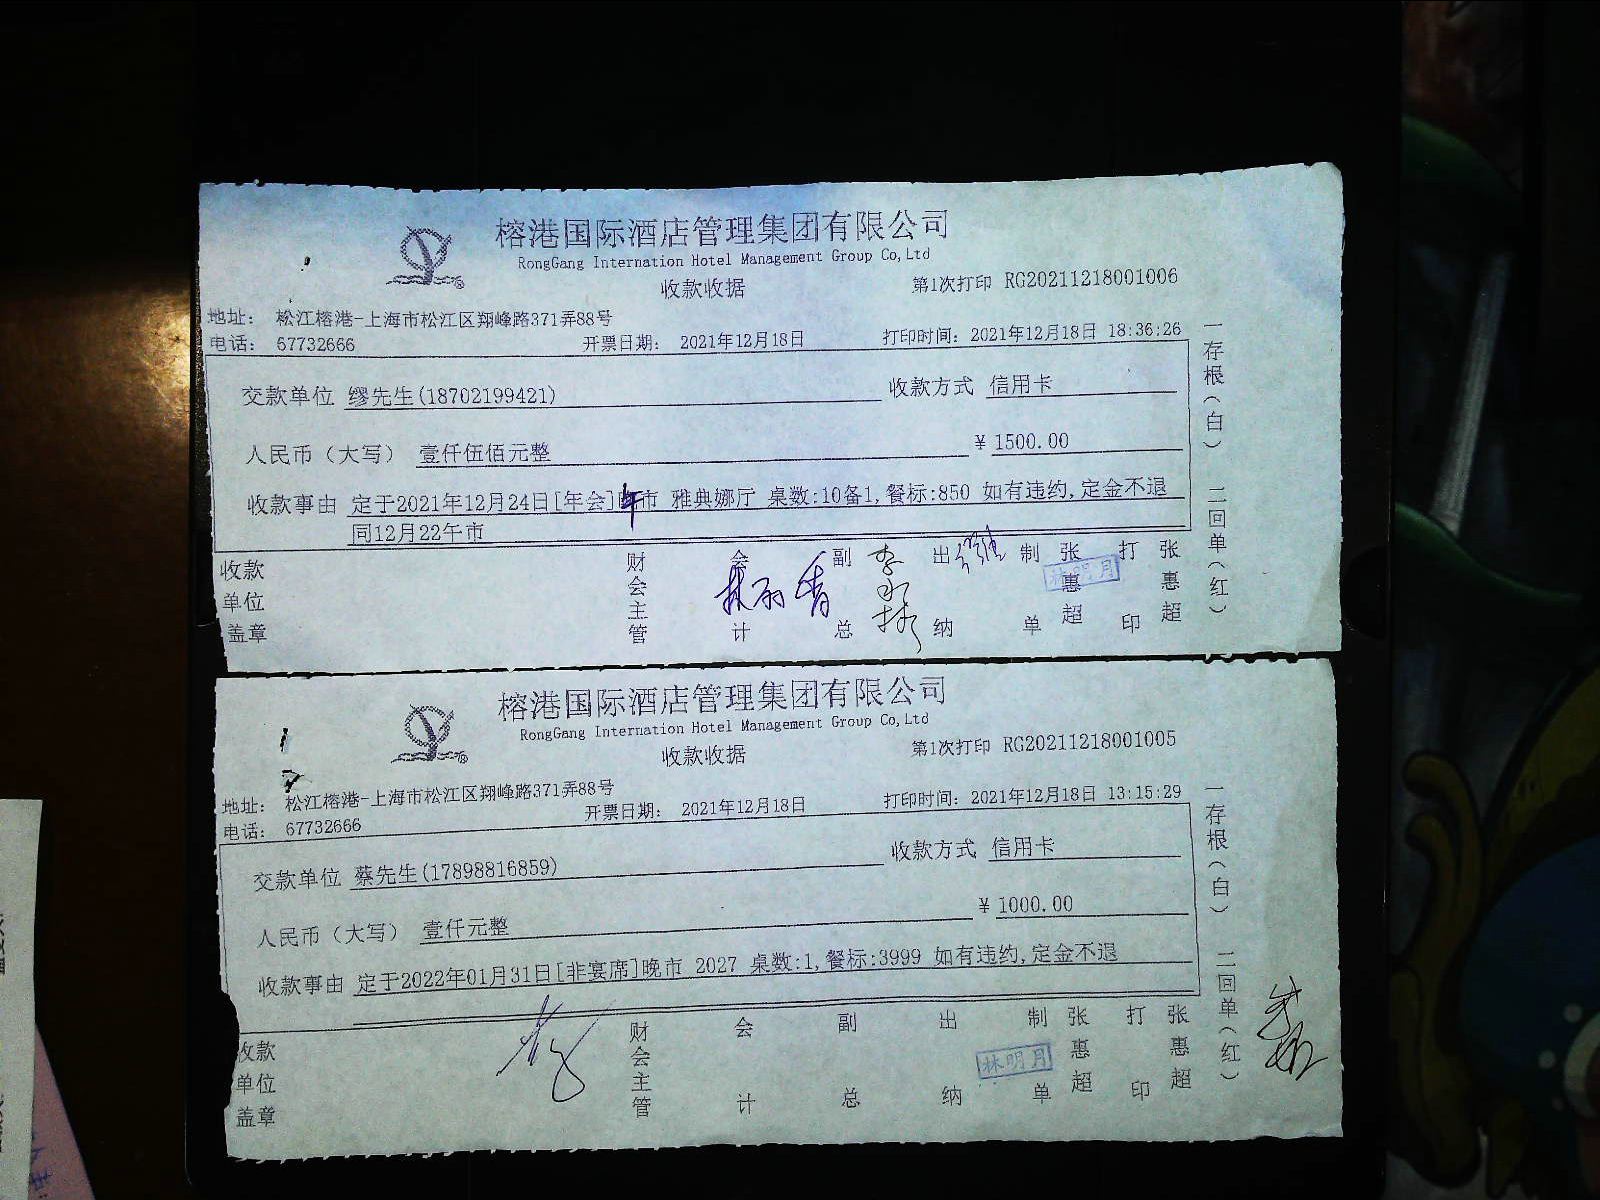 榕港国际酒店管理集团有限公司
RongGang Internation Hotel Management Group Co,Ltd
收款收据
第1次打印 RG20211218001006
地址： 松江榕港-上海市松江区翔峰路371弄88号
电话： 67732666 开票日期： 2021年12月18日 打印时间： 2021年12月18日 18:36:26
交款单位 缪先生(18702199421) 收款方式 信用卡
人民币（大写） 壹仟伍佰元整 ￥ 1500.00
收款事由 定于2021年12月24日[年会]午市 雅典娜厅 桌数:10备1,餐标:850 如有违约,定金不退
同12月22午市
收款单位盖章 财会主管 会计 林丽香 副总 出纳 制单 张惠超 打印 张惠超
林明月
一存根（白） 二回单（红）
榕港国际酒店管理集团有限公司
RongGang Internation Hotel Management Group Co,Ltd
收款收据
第1次打印 RG20211218001005
地址： 松江榕港-上海市松江区翔峰路371弄88号
电话： 67732666 开票日期： 2021年12月18日 打印时间： 2021年12月18日 13:15:29
交款单位 蔡先生(17898816859) 收款方式 信用卡
人民币（大写） 壹仟元整 ￥ 1000.00
收款事由 定于2022年01月31日[非宴席]晚市 2027 桌数:1,餐标:3999 如有违约,定金不退
收款单位盖章 财会主管 会计 副总 出纳 制单 张惠超 打印 张惠超
林明月
一存根（白） 二回单（红）